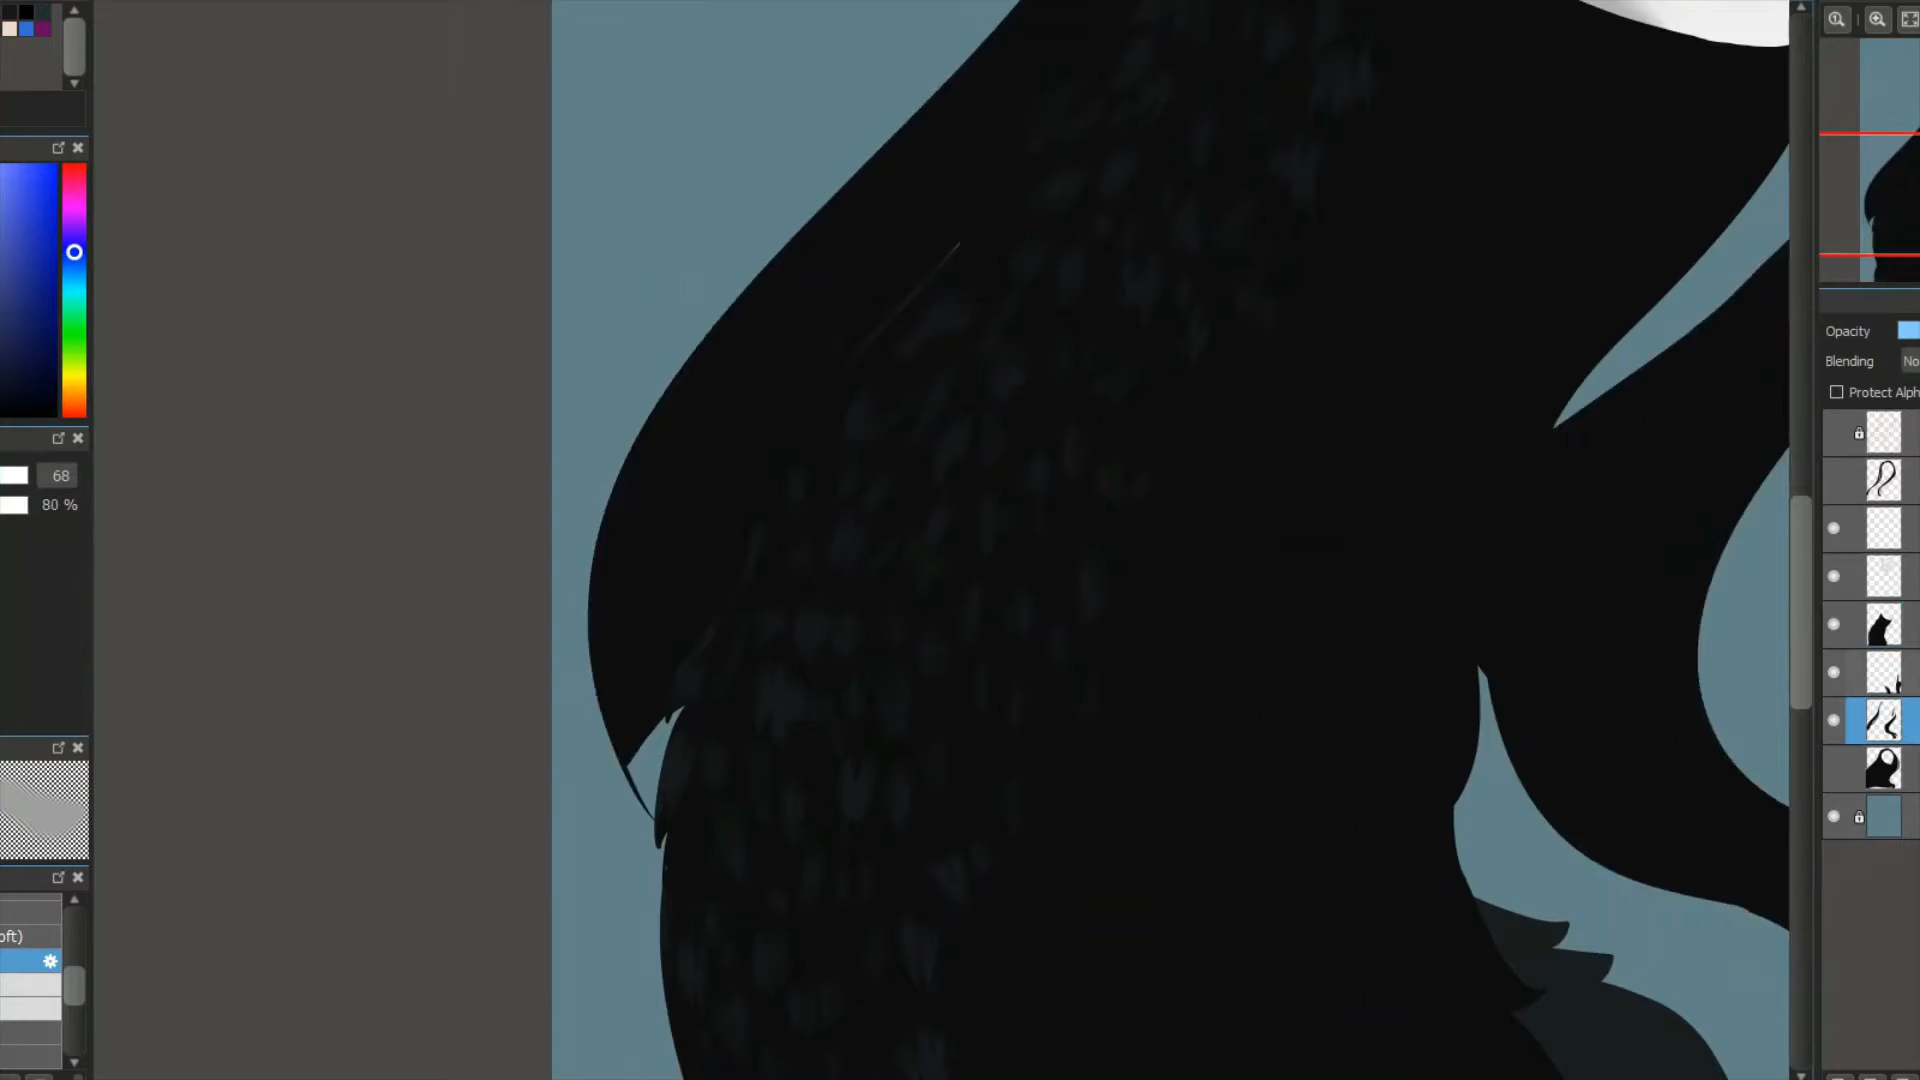 68
80 %
oft)
Opacity
Blending No
Protect Alph